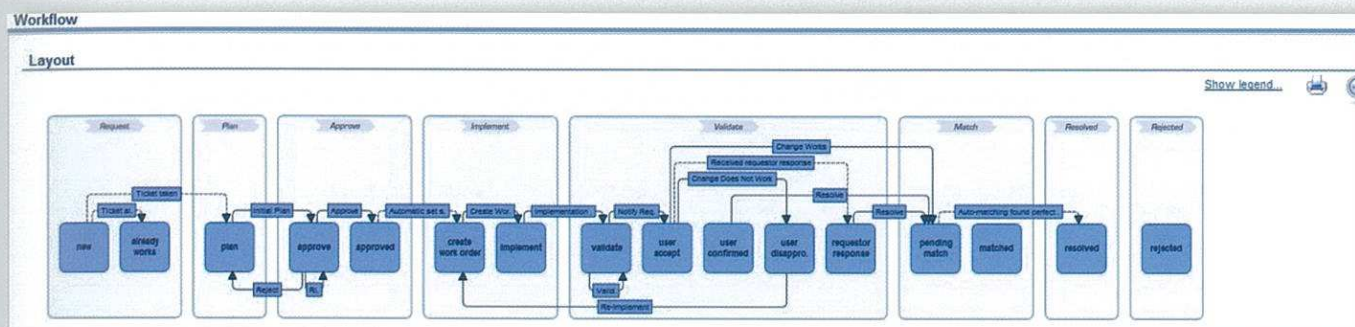 Workflow
Layout
Show legend...
Request
Plan
Approve
Implement
Validate
Match
Resolved
Rejected
Change Works
Received requestor response
Change Does Not Work
Ticket taken
Resolve
Ticket al.
Initial Plan
Approve
Automatic set s.
Create Wor.
Implementation
Notify Req.
Resolve
Auto-matching found perfect..
new
already
works
plan
approve
approved
create
work order
implement
validate
user
accept
user
confirmed
user
disappro.
requestor
response
pending
match
matched
resolved
rejected
Reject
Valid.
Re-Implement